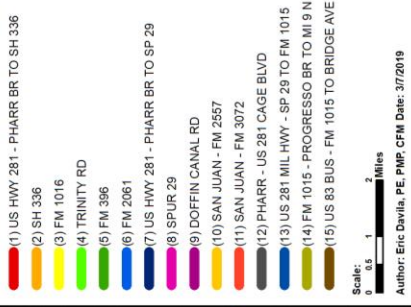 (1) US HWY 281 - PHARR BR TO SH 336
(2) SH 336
(3) FM 1016
(4) TRINITY RD
(5) FM 396
(6) FM 2061
(7) US HWY 281 - PHARR BR TO SP 29
(8) SPUR 29
(9) DOFFIN CANAL RD
(10) SAN JUAN - FM 2557
(11) SAN JUAN - FM 3072
(12) PHARR - US 281 CAGE BLVD
(13) US 281 MIL HWY - SP 29 TO FM 1015
(14) FM 1015 - PROGRESSO BR TO MI 9 N
(15) US 83 BUS - FM 1015 TO BRIDGE AVE
Scale:
0 0.5 1 2
Miles
Author: Eric Davila, PE, PMP, CFM Date: 3/7/2019